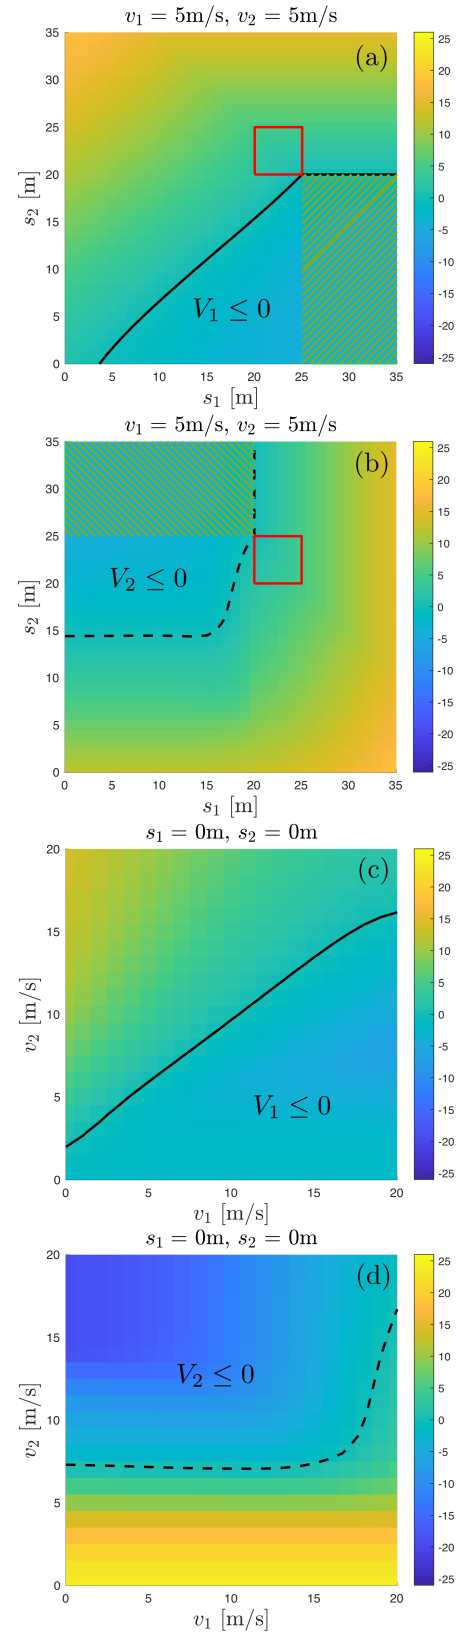 v₁ = 5m/s, v₂ = 5m/s
(a)
35
30
25
20
15
10
5
0
s₂ [m]
V₁ ≤ 0
0 5 10 15 20 25 30 35
s₁ [m]
25
20
15
10
5
0
-5
-10
-15
-20
-25
v₁ = 5m/s, v₂ = 5m/s
(b)
35
30
25
20
15
10
5
0
s₂ [m]
V₂ ≤ 0
0 5 10 15 20 25 30 35
s₁ [m]
25
20
15
10
5
0
-5
-10
-15
-20
-25
s₁ = 0m, s₂ = 0m
(c)
20
15
10
5
0
v₂ [m/s]
V₁ ≤ 0
0 5 10 15 20
v₁ [m/s]
25
20
15
10
5
0
-5
-10
-15
-20
-25
s₁ = 0m, s₂ = 0m
(d)
20
15
10
5
0
v₂ [m/s]
V₂ ≤ 0
0 5 10 15 20
v₁ [m/s]
25
20
15
10
5
0
-5
-10
-15
-20
-25